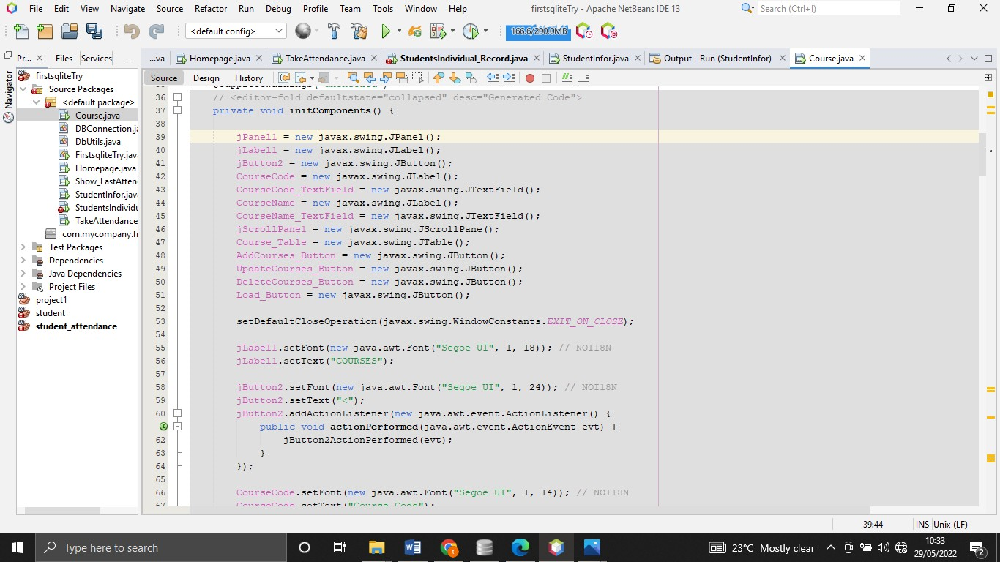 File Edit View Navigate Source Refactor Run Debug Profile Team Tools Window Help firstsqliteTry - Apache NetBeans IDE 13 Search (Ctrl+I)
<default config> 166.6/290.0MB
Pr... Files Services ...va Homepage.java TakeAttendance.java StudentsIndividual_Record.java StudentInfor.java Output - Run (StudentInfor) Course.java
Navigator
Source Design History
firstsqliteTry
Source Packages
<default package>
Course.java
DBConnection.j
DbUtils.java
FirstsqliteTry.jav
Homepage.java
Show_LastAtten
StudentInfor.jav
StudentsIndividu
TakeAttendance
com.mycompany.fi
Test Packages
Dependencies
Java Dependencies
Project Files
project1
student
student_attendance
36 // <editor-fold defaultstate="collapsed" desc="Generated Code">
37 private void initComponents() {
38
39 jPanel1 = new javax.swing.JPanel();
40 jLabel1 = new javax.swing.JLabel();
41 jButton2 = new javax.swing.JButton();
42 CourseCode = new javax.swing.JLabel();
43 CourseCode_TextField = new javax.swing.JTextField();
44 CourseName = new javax.swing.JLabel();
45 CourseName_TextField = new javax.swing.JTextField();
46 jScrollPane1 = new javax.swing.JScrollPane();
47 Course_Table = new javax.swing.JTable();
48 AddCourses_Button = new javax.swing.JButton();
49 UpdateCourses_Button = new javax.swing.JButton();
50 DeleteCourses_Button = new javax.swing.JButton();
51 Load_Button = new javax.swing.JButton();
52
53 setDefaultCloseOperation(javax.swing.WindowConstants.EXIT_ON_CLOSE);
54
55 jLabel1.setFont(new java.awt.Font("Segoe UI", 1, 18)); // NOI18N
56 jLabel1.setText("COURSES");
57
58 jButton2.setFont(new java.awt.Font("Segoe UI", 1, 24)); // NOI18N
59 jButton2.setText("<");
60 jButton2.addActionListener(new java.awt.event.ActionListener() {
public void actionPerformed(java.awt.event.ActionEvent evt) {
62 jButton2ActionPerformed(evt);
63 }
64 });
65
66 CourseCode.setFont(new java.awt.Font("Segoe UI", 1, 14)); // NOI18N
67 CourseCode.setText("Course Code");
39:44 INS Unix (LF)
Type here to search 23°C Mostly clear 10:33
29/05/2022
2